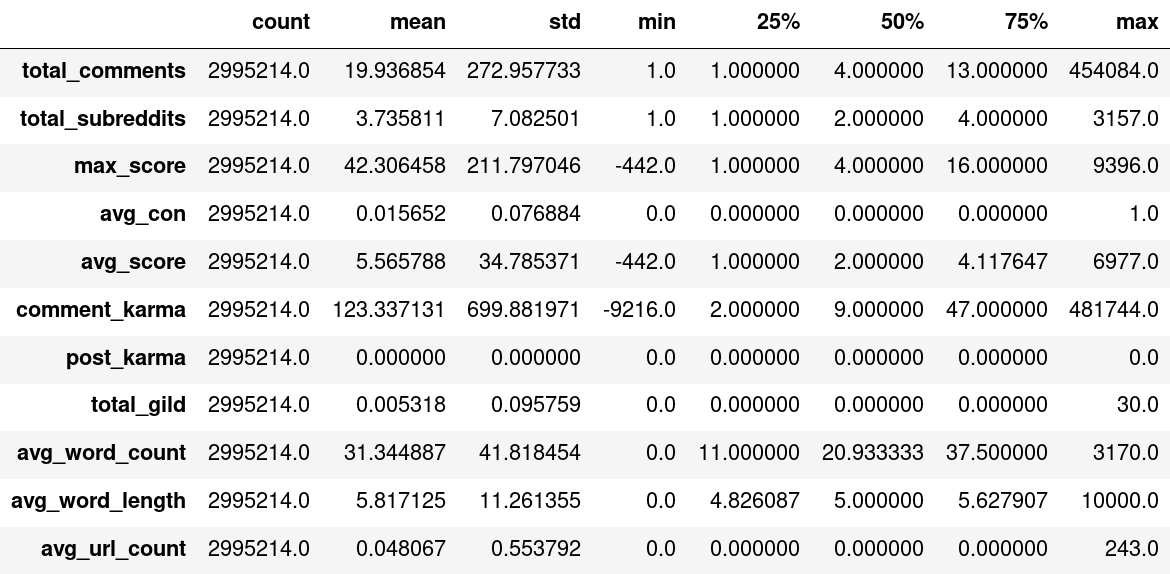 count mean std min 25% 50% 75% max
total_comments 2995214.0 19.936854 272.957733 1.0 1.000000 4.000000 13.000000 454084.0
total_subreddits 2995214.0 3.735811 7.082501 1.0 1.000000 2.000000 4.000000 3157.0
max_score 2995214.0 42.306458 211.797046 -442.0 1.000000 4.000000 16.000000 9396.0
avg_con 2995214.0 0.015652 0.076884 0.0 0.000000 0.000000 0.000000 1.0
avg_score 2995214.0 5.565788 34.785371 -442.0 1.000000 2.000000 4.117647 6977.0
comment_karma 2995214.0 123.337131 699.881971 -9216.0 2.000000 9.000000 47.000000 481744.0
post_karma 2995214.0 0.000000 0.000000 0.0 0.000000 0.000000 0.000000 0.0
total_gild 2995214.0 0.005318 0.095759 0.0 0.000000 0.000000 0.000000 30.0
avg_word_count 2995214.0 31.344887 41.818454 0.0 11.000000 20.933333 37.500000 3170.0
avg_word_length 2995214.0 5.817125 11.261355 0.0 4.826087 5.000000 5.627907 10000.0
avg_url_count 2995214.0 0.048067 0.553792 0.0 0.000000 0.000000 0.000000 243.0